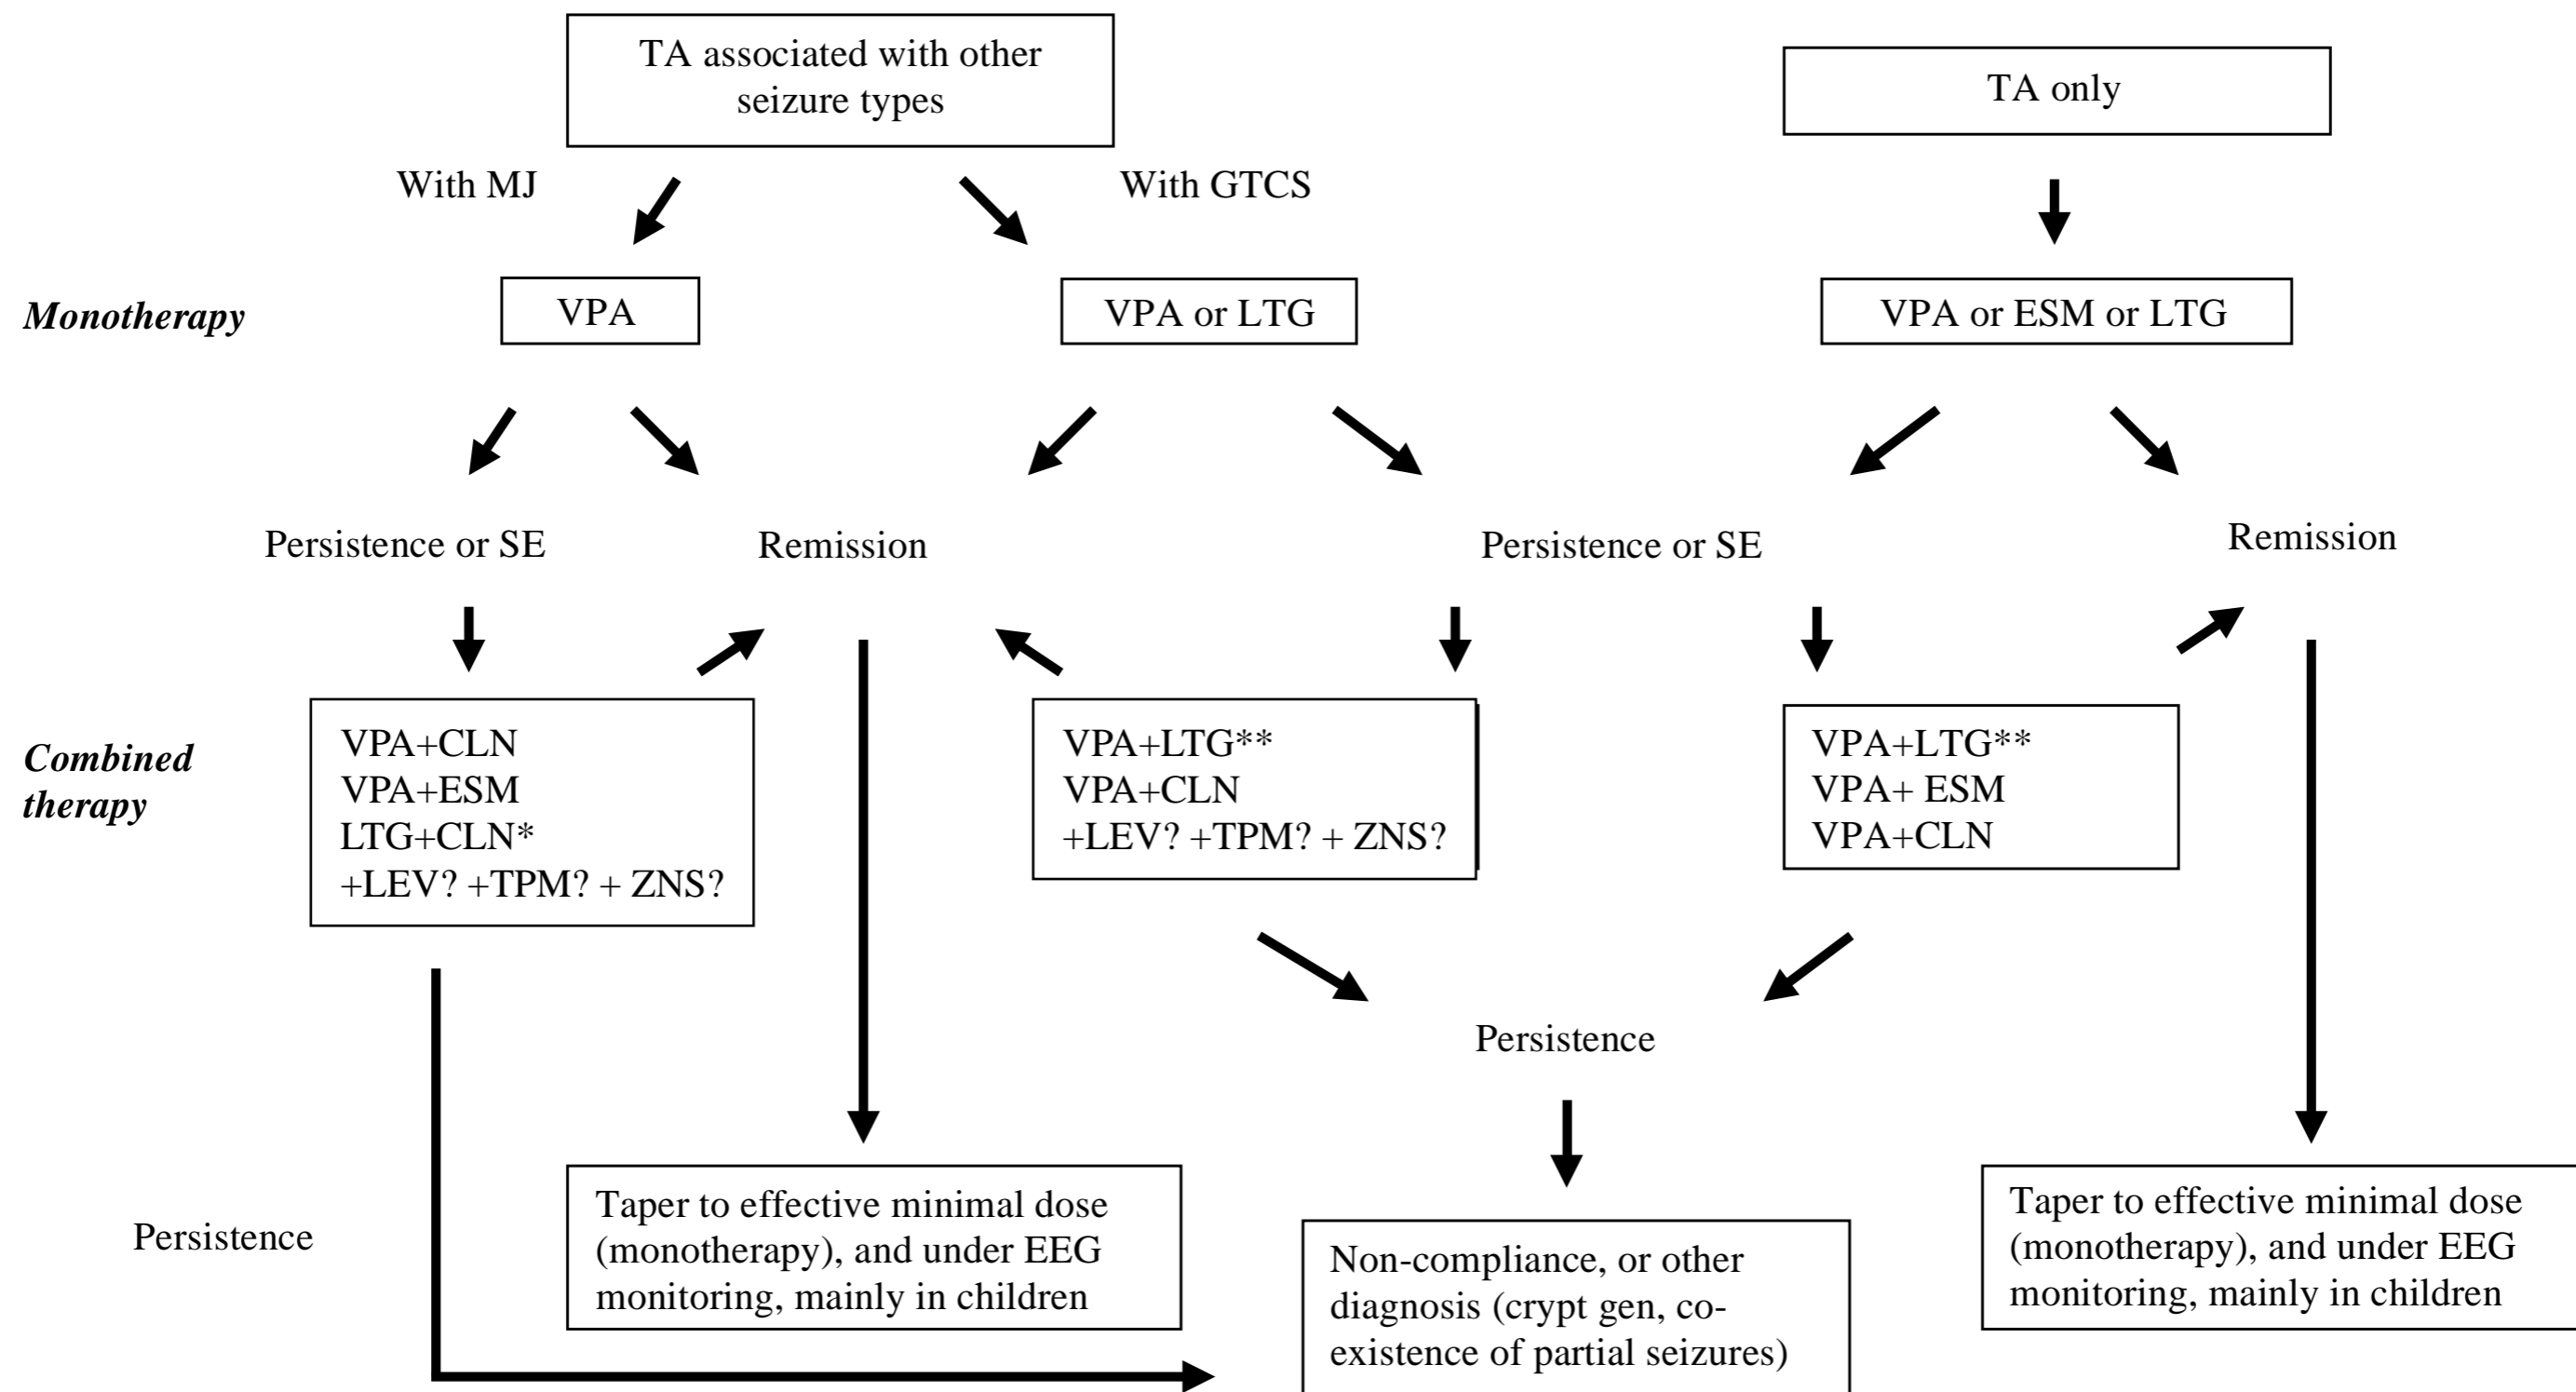 TA associated with other
seizure types
TA only
With MJ
With GTCS
Monotherapy
VPA
VPA or LTG
VPA or ESM or LTG
Persistence or SE
Remission
Persistence or SE
Remission
Combined
therapy
VPA+CLN
VPA+ESM
LTG+CLN*
+LEV? +TPM? + ZNS?
VPA+LTG**
VPA+CLN
+LEV? +TPM? + ZNS?
VPA+LTG**
VPA+ ESM
VPA+CLN
Persistence
Persistence
Taper to effective minimal dose
(monotherapy), and under EEG
monitoring, mainly in children
Non-compliance, or other
diagnosis (crypt gen, co-
existence of partial seizures)
Taper to effective minimal dose
(monotherapy), and under EEG
monitoring, mainly in children